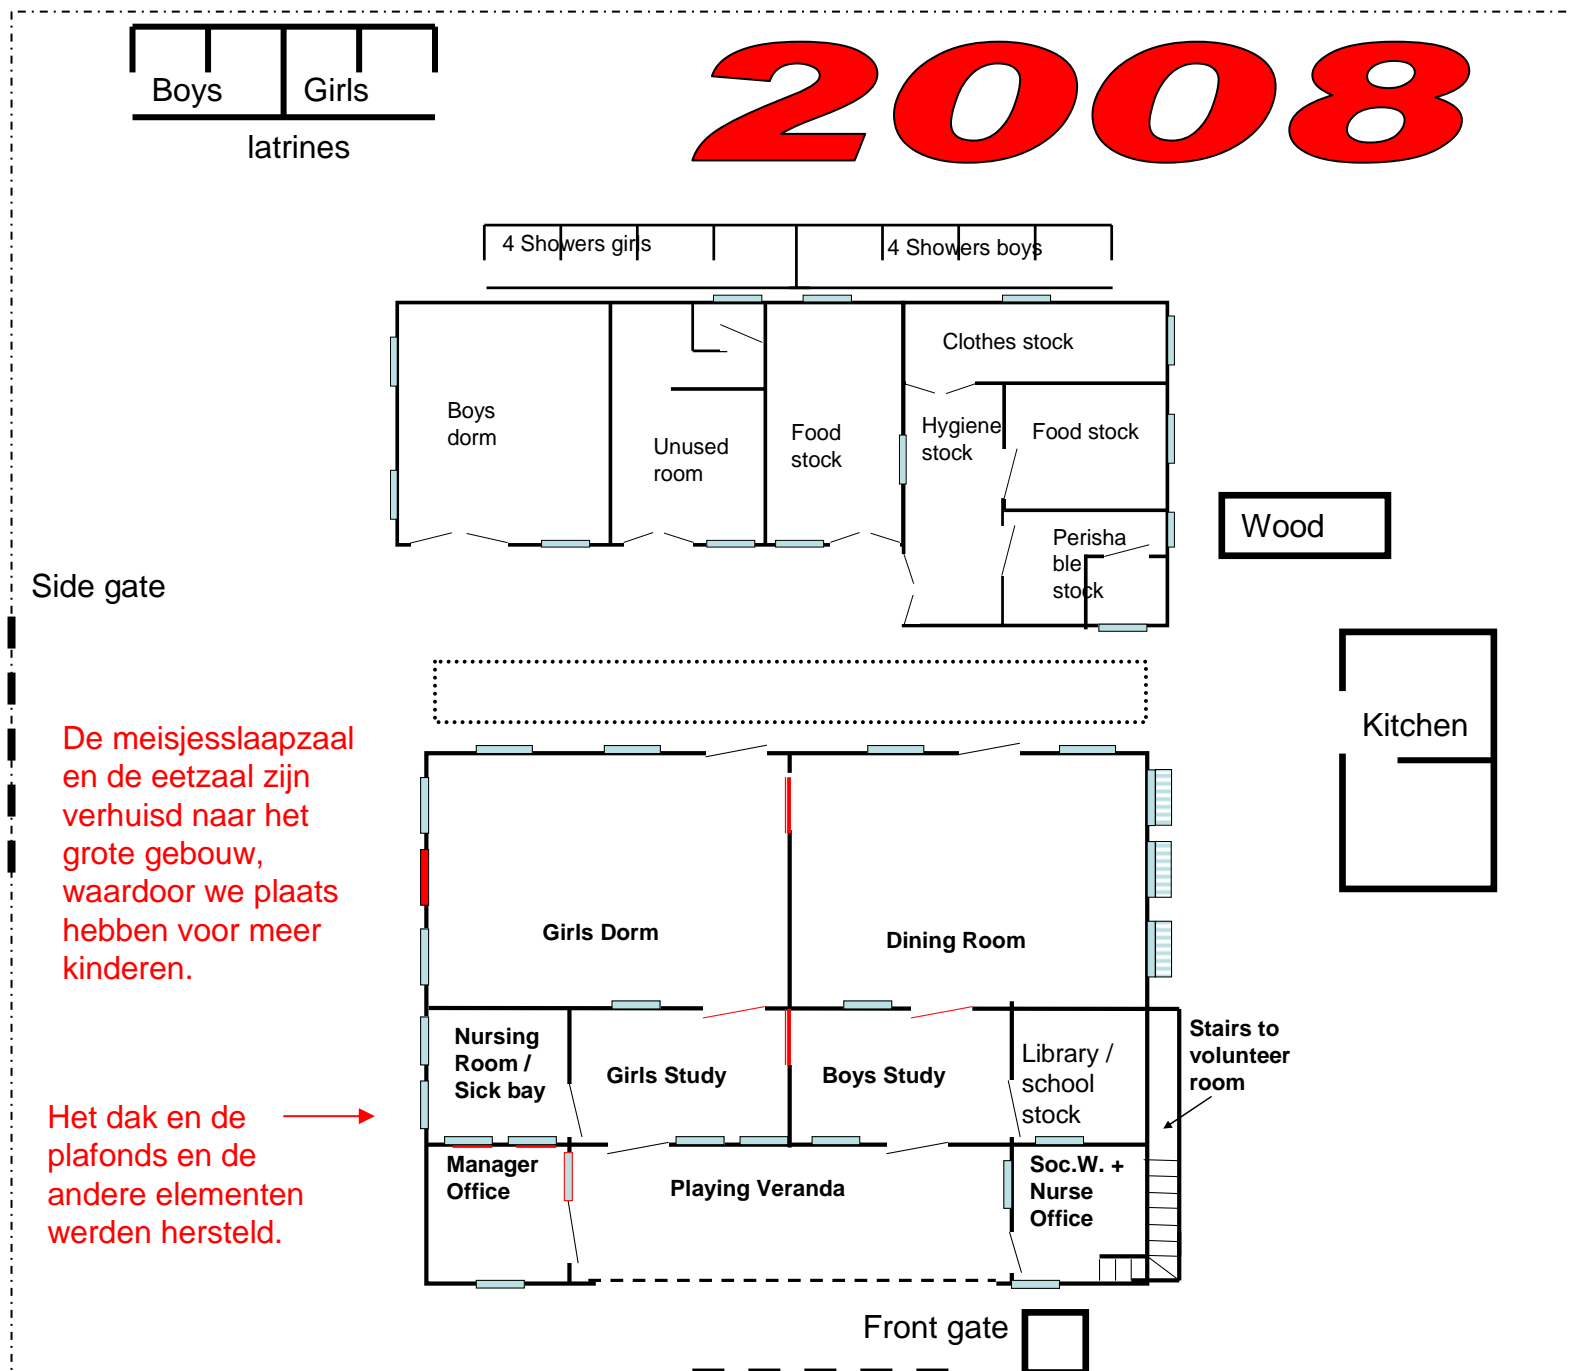 2008
Boys
Girls
latrines
4 Showers girls
4 Showers boys
Clothes stock
Boys
dorm
Unused
room
Food
stock
Hygiene
stock
Food stock
Perisha
ble
stock
Wood
Side gate
Kitchen
De meisjesslaapzaal
en de eetzaal zijn
verhuisd naar het
grote gebouw,
waardoor we plaats
hebben voor meer
kinderen.
Girls Dorm
Dining Room
Nursing
Room /
Sick bay
Girls Study
Boys Study
Library /
school
stock
Stairs to
volunteer
room
Het dak en de
plafonds en de
andere elementen
werden hersteld.
Manager
Office
Playing Veranda
Soc.W. +
Nurse
Office
Front gate